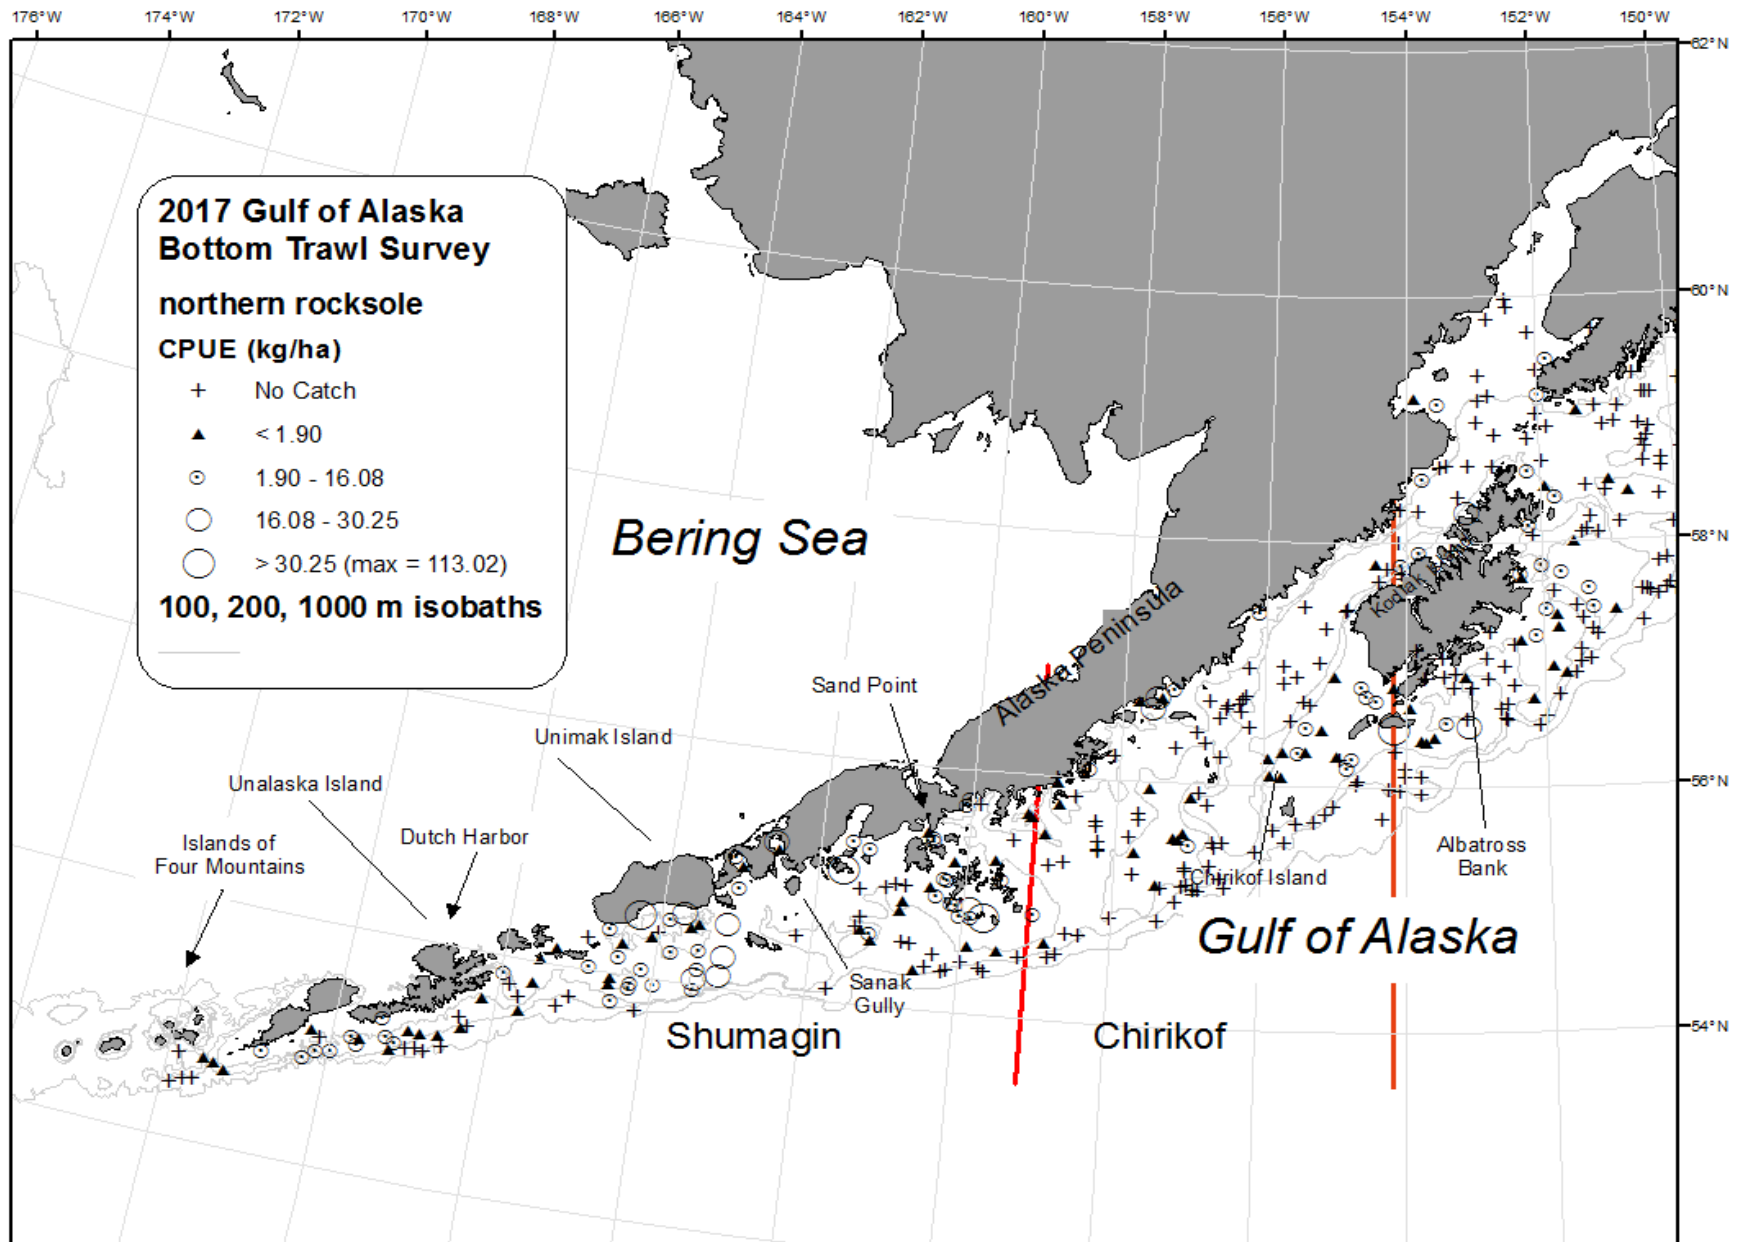 176°W 174°W 172°W 170°W 168°W 166°W 164°W 162°W 160°W 158°W 156°W 154°W 152°W 150°W
62°N
2017 Gulf of Alaska
Bottom Trawl Survey
northern rocksole
CPUE (kg/ha)
No Catch
< 1.90
1.90 - 16.08
16.08 - 30.25
> 30.25 (max = 113.02)
100, 200, 1000 m isobaths
60°N
Bering Sea
58°N
Kodiak Island
Alaska Peninsula
Sand Point
Unimak Island
Unalaska Island
56°N
Dutch Harbor
Islands of
Four Mountains
Albatross
Bank
Chirikof Island
Gulf of Alaska
Sanak
Gully
Shumagin
Chirikof
54°N